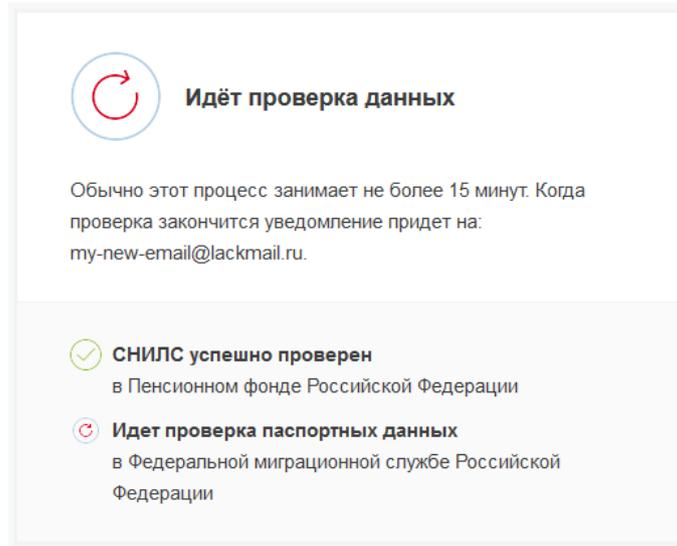 Идёт проверка данных
Обычно этот процесс занимает не более 15 минут. Когда
проверка закончится уведомление придет на:
my-new-email@lackmail.ru.
СНИЛС успешно проверен
в Пенсионном фонде Российской Федерации
Идет проверка паспортных данных
в Федеральной миграционной службе Российской
Федерации